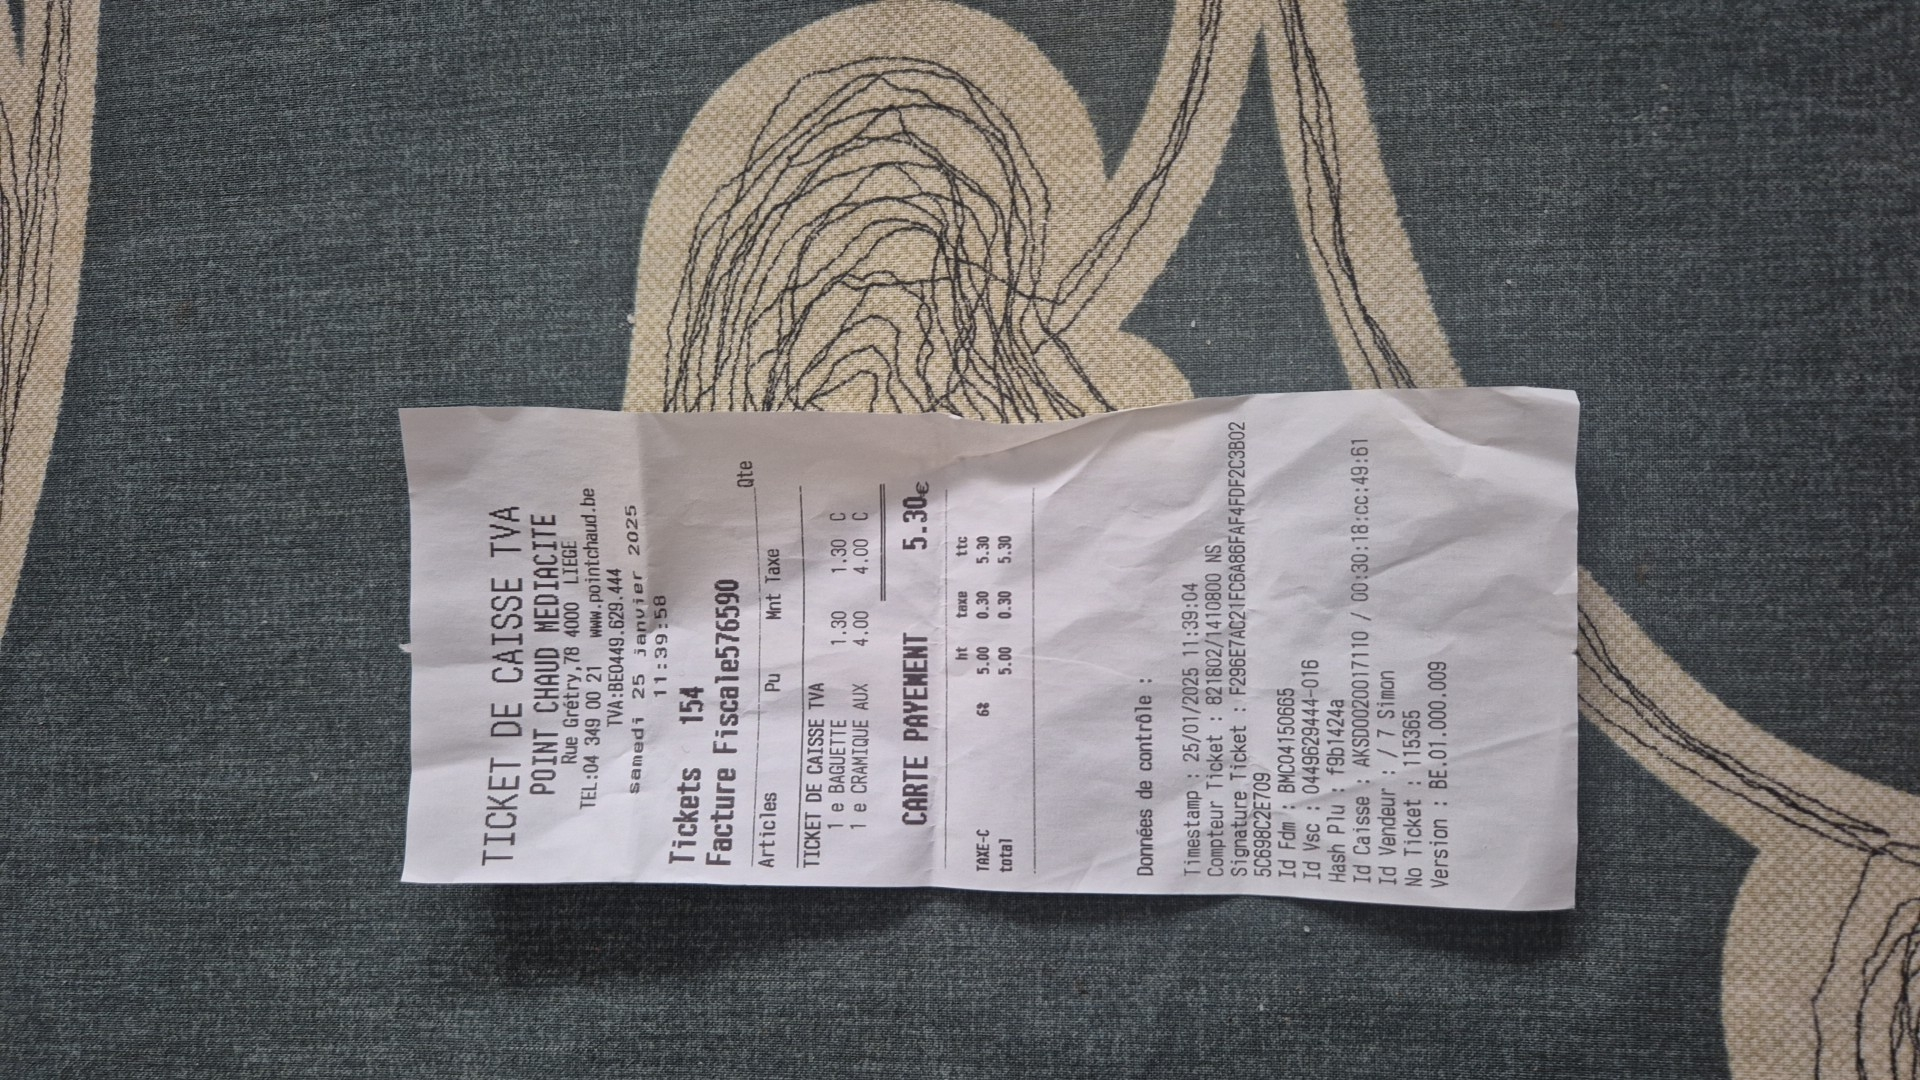 TICKET DE CAISSE TVA
POINT CHAUD MEDIACITE
Rue Grétry,78 4000 LIEGE
TEL:04 349 00 21 www.pointchaud.be
TVA:BE0449.629.444
samedi 25 janvier 2025
11:39:58
Tickets 154
Facture Fiscale576590
Articles Pu Mnt Taxe Qte
TICKET DE CAISSE TVA
1 e BAGUETTE 1.30 1.30 C
1 e CRAMIQUE AUX 4.00 4.00 C
CARTE PAYEMENT 5.30€
ht taxe ttc
TAXE-C 6% 5.00 0.30 5.30
total 5.00 0.30 5.30
Données de contrôle :
Timestamp : 25/01/2025 11:39:04
Compteur Ticket : 821802/1410800 NS
Signature Ticket : F296E7AC21FC6A86FAF4FDF2C3B02
5C698C2E709
Id Fdm : BMC04150665
Id Vsc : 0449629444-016
Hash Plu : f9b1424a
Id Caisse : AKSD00020017110 / 00:30:18:cc:49:61
Id Vendeur : / 7 Simon
No Ticket : 115365
Version : BE.01.000.009